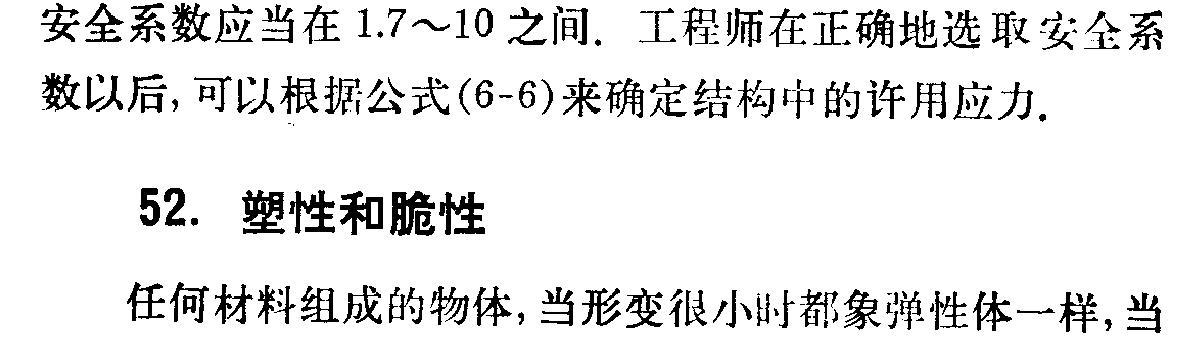 安全系数应当在 1.7～10 之间．工程师在正确地选取安全系
数以后, 可以根据公式(6-6)来确定结构中的许用应力．
52. 塑性和脆性
任何材料组成的物体, 当形变很小时都象弹性体一样, 当